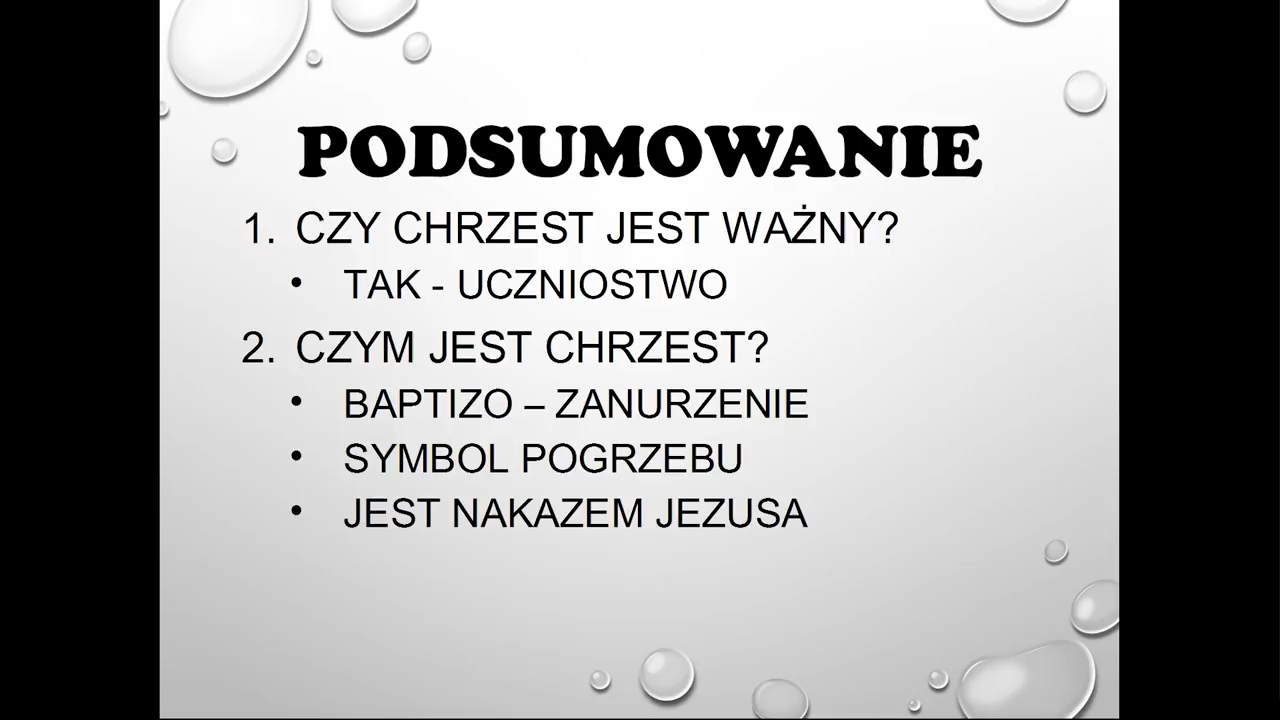 PODSUMOWANIE
1. CZY CHRZEST JEST WAŻNY?
• TAK - UCZNIOSTWO
2. CZYM JEST CHRZEST?
• BAPTIZO – ZANURZENIE
• SYMBOL POGRZEBU
• JEST NAKAZEM JEZUSA